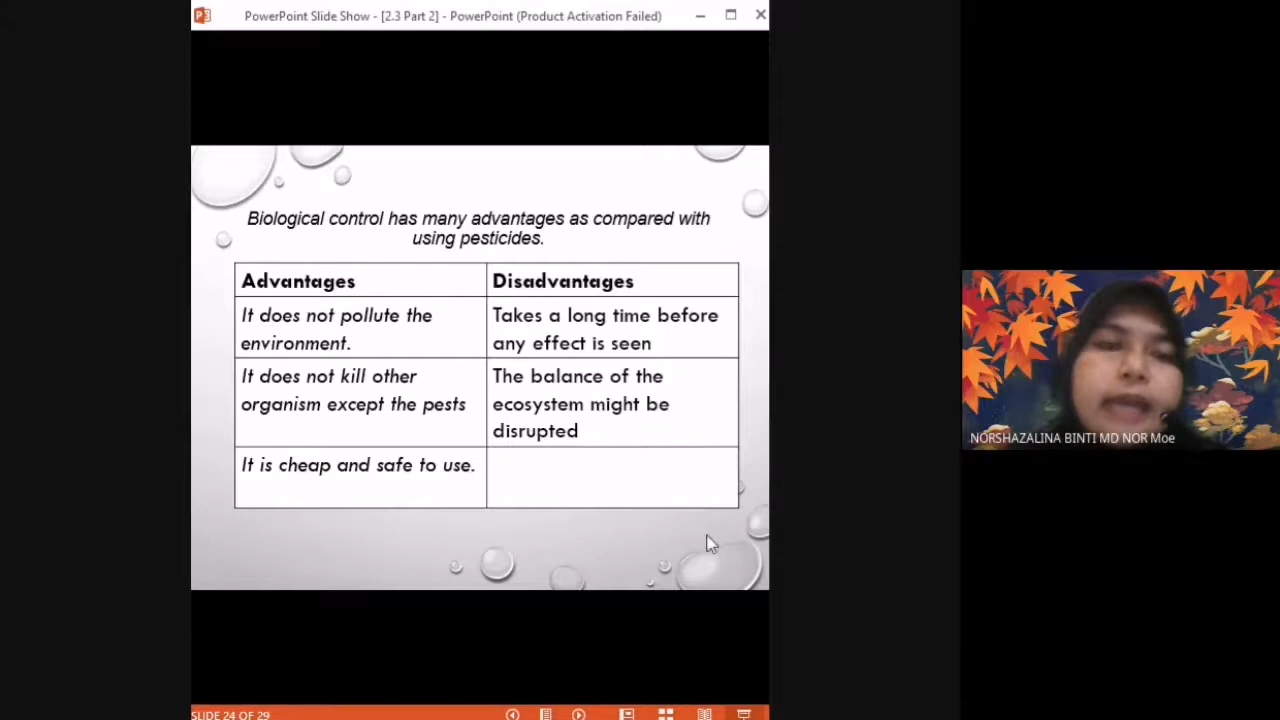 PowerPoint Slide Show - [2.3 Part 2] - PowerPoint (Product Activation Failed)
Biological control has many advantages as compared with
using pesticides.
Advantages
Disadvantages
It does not pollute the
environment.
Takes a long time before
any effect is seen
It does not kill other
organism except the pests
The balance of the
ecosystem might be
disrupted
It is cheap and safe to use.
NORSHAZALINA BINTI MD NOR Moe
SLIDE 24 OF 29